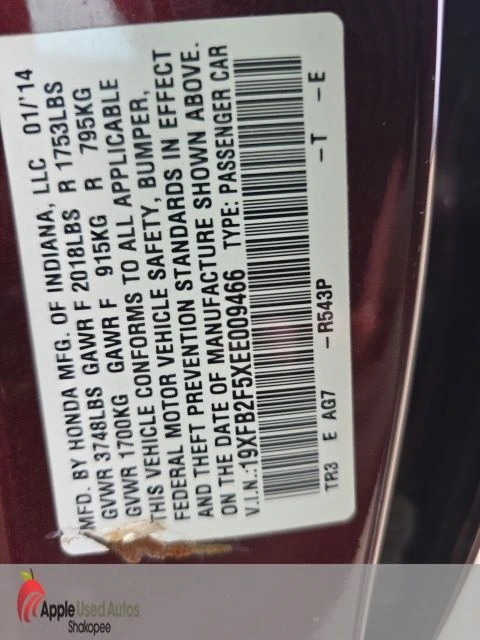 MFD. BY HONDA MFG. OF INDIANA, LLC 01/'14
GVWR 3748LBS GAWR F 2018LBS R 1753LBS
GVWR 1700KG GAWR F 915KG R 795KG
THIS VEHICLE CONFORMS TO ALL APPLICABLE
FEDERAL MOTOR VEHICLE SAFETY, BUMPER,
AND THEFT PREVENTION STANDARDS IN EFFECT
ON THE DATE OF MANUFACTURE SHOWN ABOVE.
V.I.N.:19XFB2F5XEE009466 TYPE: PASSENGER CAR
TR3 E AG7 -R543P -T -E
Apple Used Autos
Shakopee